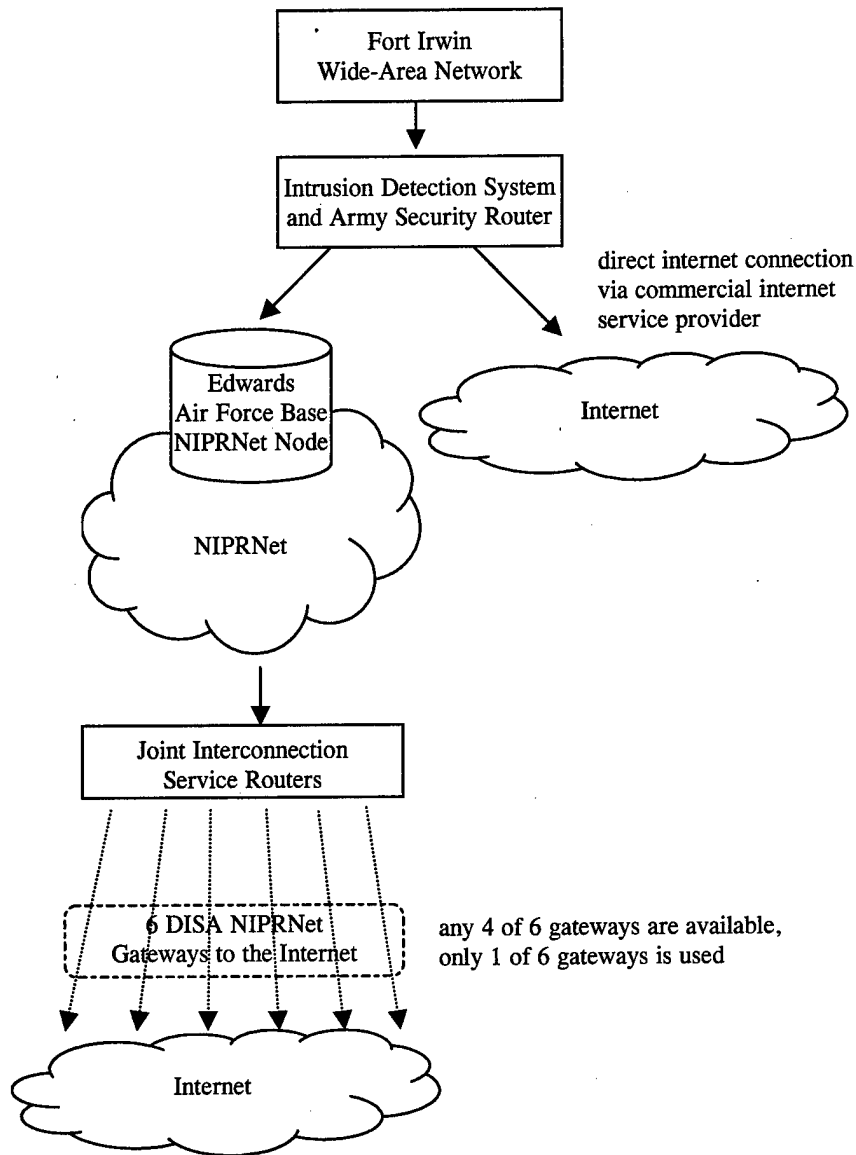 Fort Irwin
Wide-Area Network
Intrusion Detection System
and Army Security Router
direct internet connection
via commercial internet
service provider
Edwards
Air Force Base
NIPRNet Node
Internet
NIPRNet
Joint Interconnection
Service Routers
6 DISA NIPRNet
Gateways to the Internet
any 4 of 6 gateways are available,
only 1 of 6 gateways is used
Internet